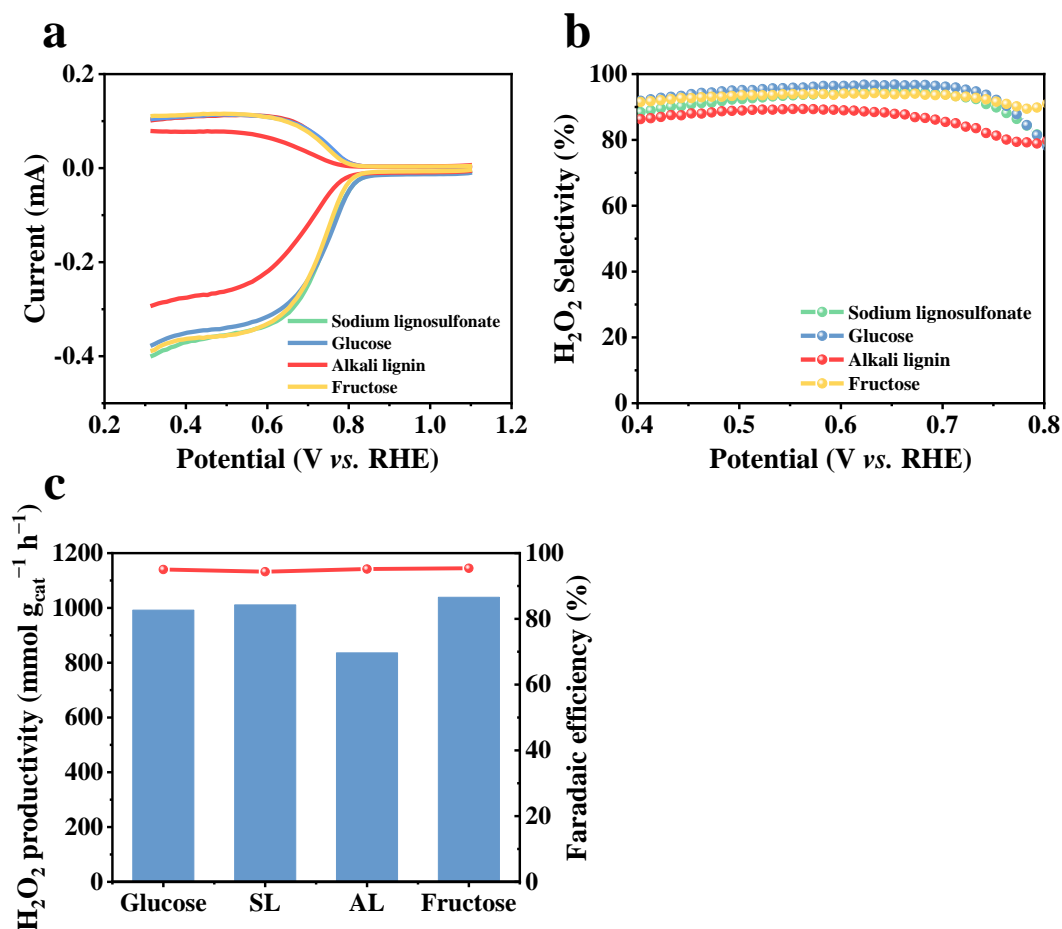 a
0.2
0.0
-0.2
-0.4
Current (mA)
Sodium lignosulfonate
Glucose
Alkali lignin
Fructose
0.2 0.4 0.6 0.8 1.0 1.2
Potential (V vs. RHE)
b
100
80
60
40
20
0
H₂O₂ Selectivity (%)
Sodium lignosulfonate
Glucose
Alkali lignin
Fructose
0.4 0.5 0.6 0.7 0.8
Potential (V vs. RHE)
c
1200
1000
800
600
400
200
0
H₂O₂ productivity (mmol g_cat⁻¹ h⁻¹)
100
80
60
40
20
0
Faradaic efficiency (%)
Glucose SL AL Fructose